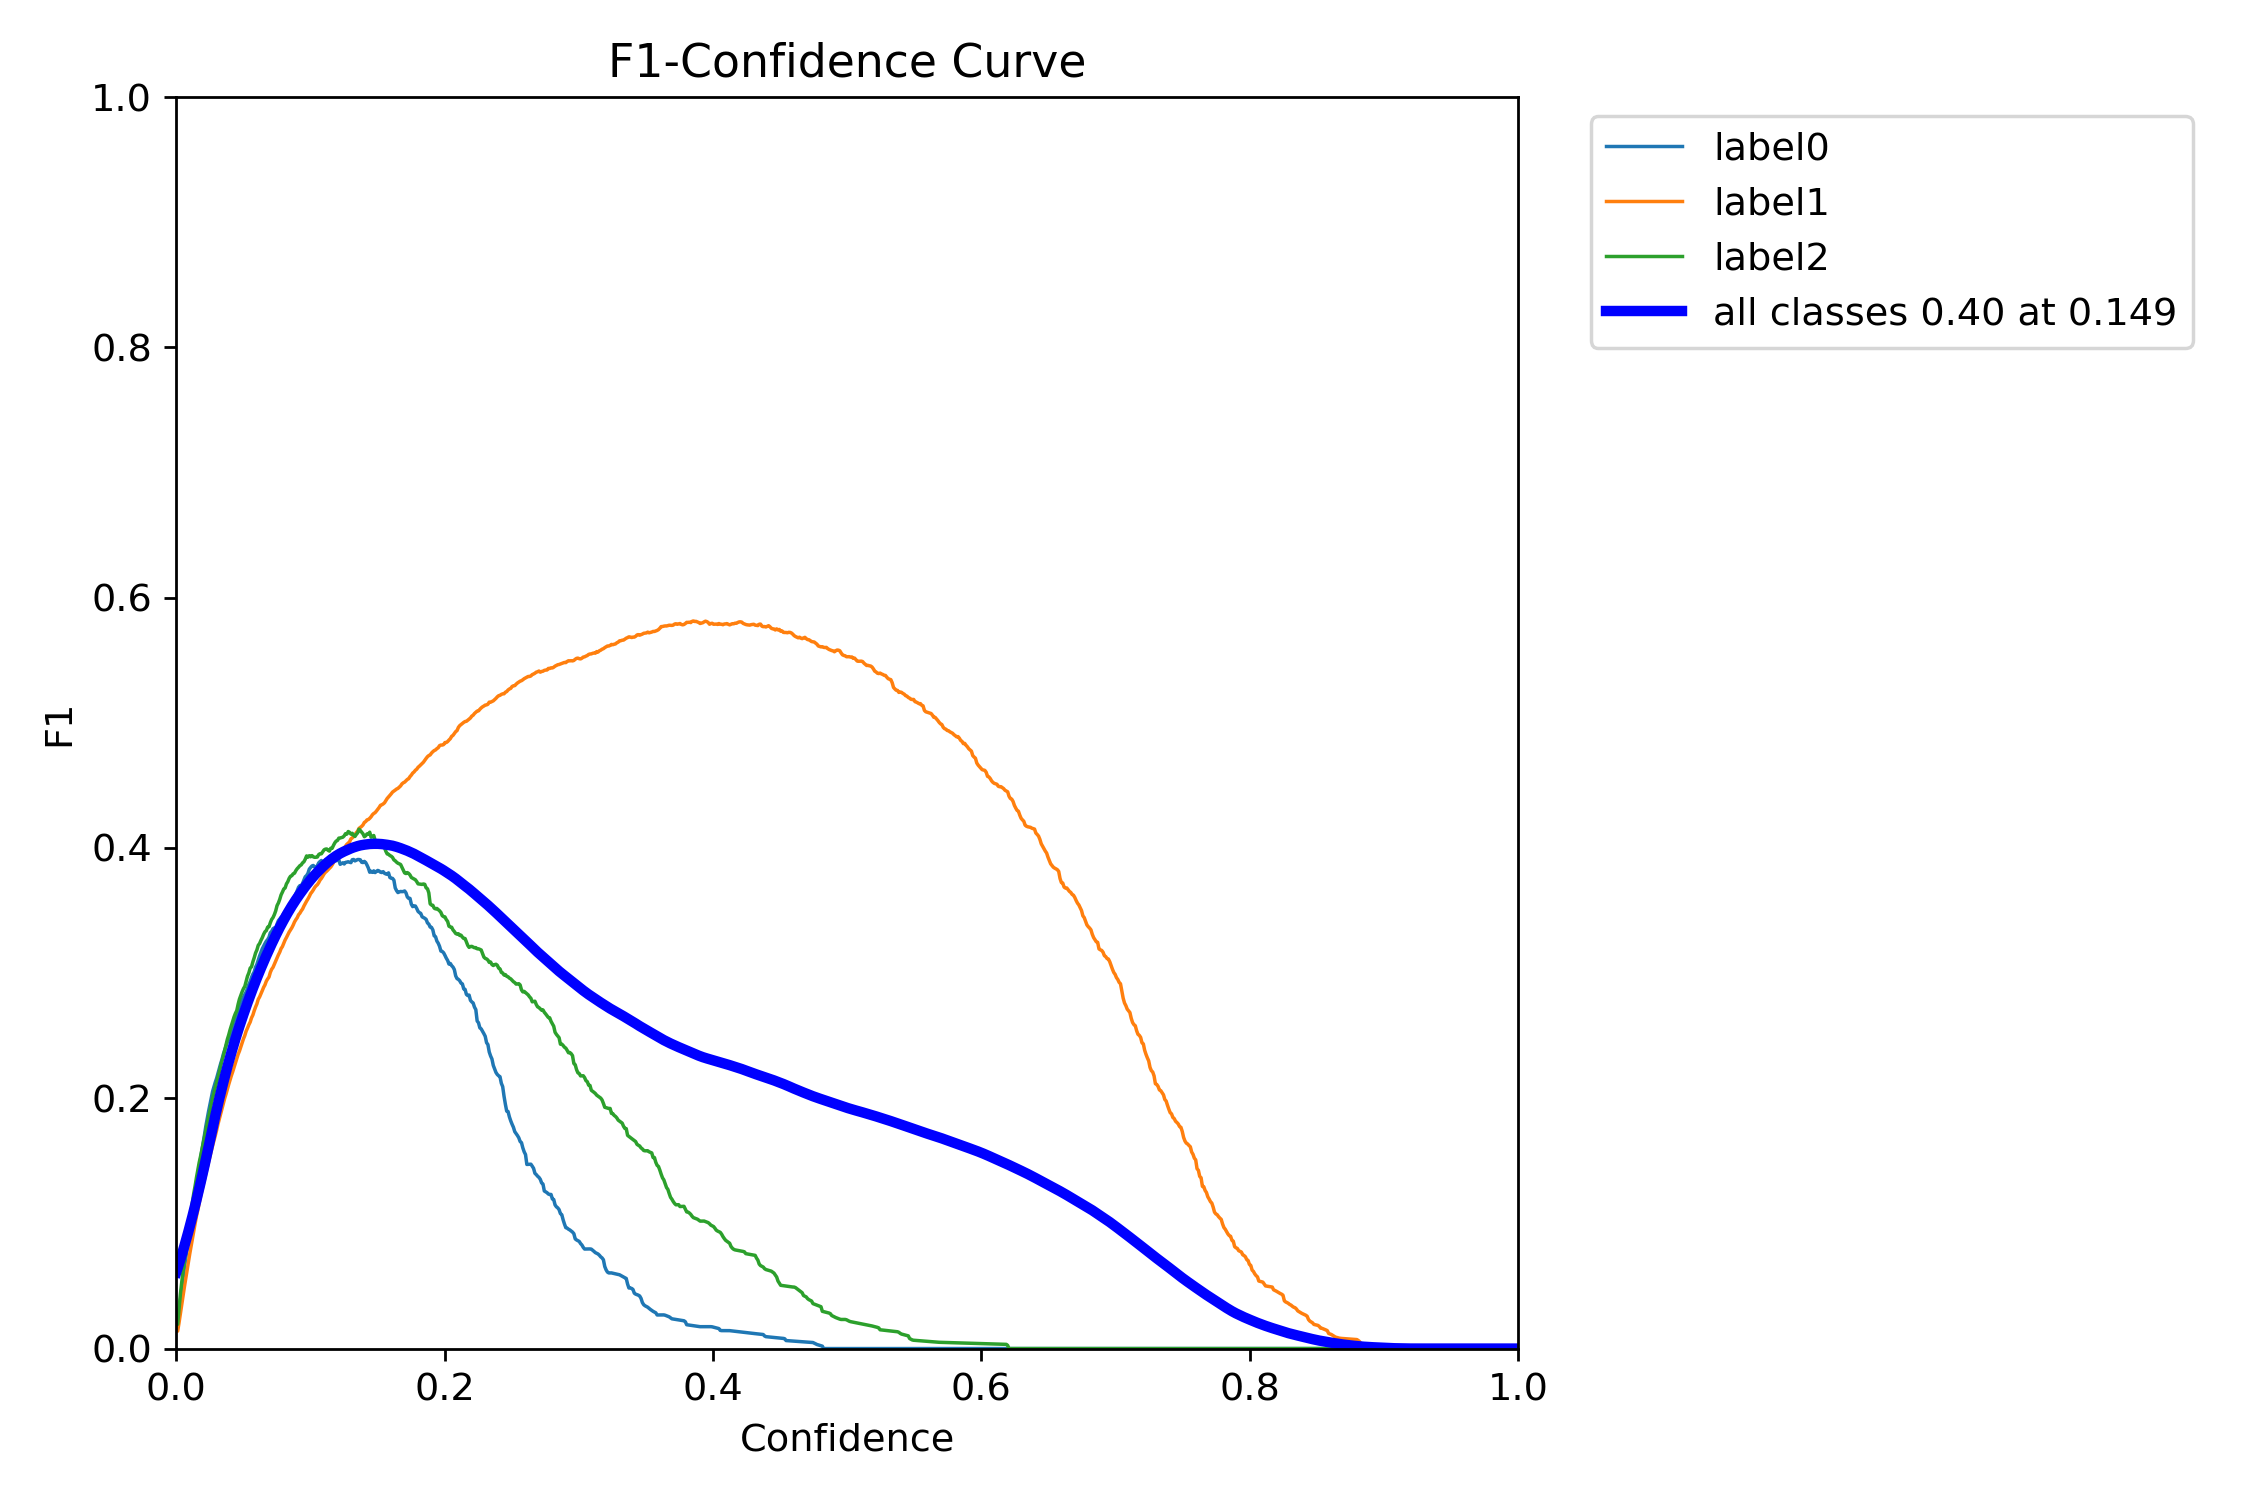 F1-Confidence Curve
1.0
0.8
0.6
0.4
0.2
0.0
F1
0.0 0.2 0.4 0.6 0.8 1.0
Confidence
label0
label1
label2
all classes 0.40 at 0.149